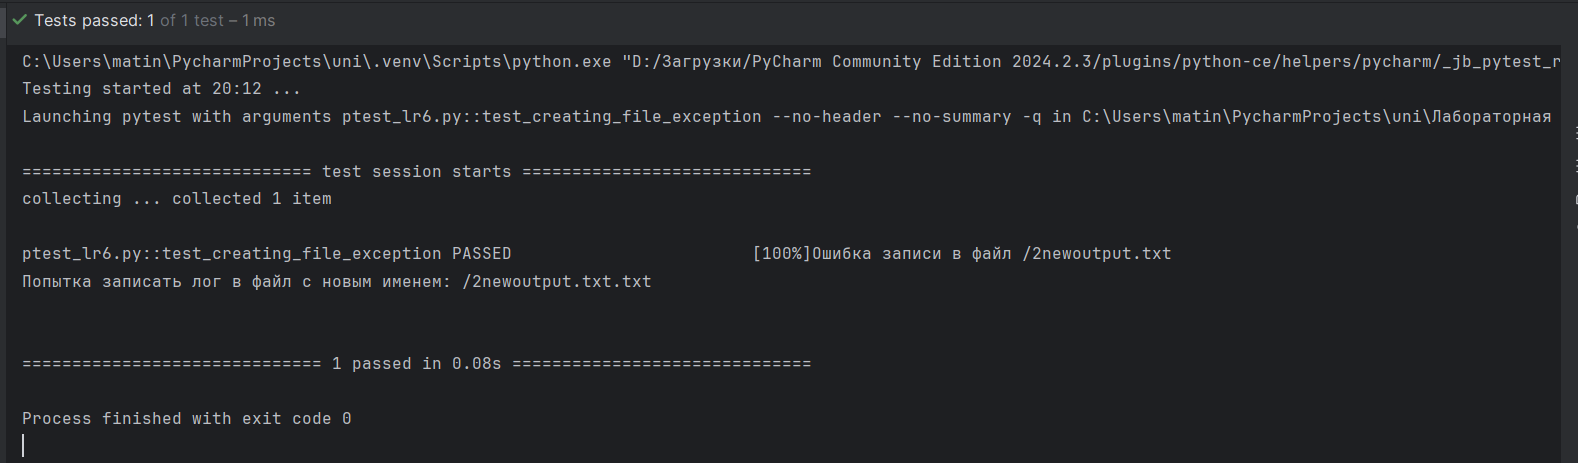 Tests passed: 1 of 1 test – 1 ms
C:\Users\matin\PycharmProjects\uni\.venv\Scripts\python.exe "D:/Загрузки/PyCharm Community Edition 2024.2.3/plugins/python-ce/helpers/pycharm/_jb_pytest_r
Testing started at 20:12 ...
Launching pytest with arguments ptest_lr6.py::test_creating_file_exception --no-header --no-summary -q in C:\Users\matin\PycharmProjects\uni\Лабораторная
============================= test session starts =============================
collecting ... collected 1 item
ptest_lr6.py::test_creating_file_exception PASSED                        [100%]Ошибка записи в файл /2newoutput.txt
Попытка записать лог в файл с новым именем: /2newoutput.txt.txt
============================== 1 passed in 0.08s ==============================
Process finished with exit code 0